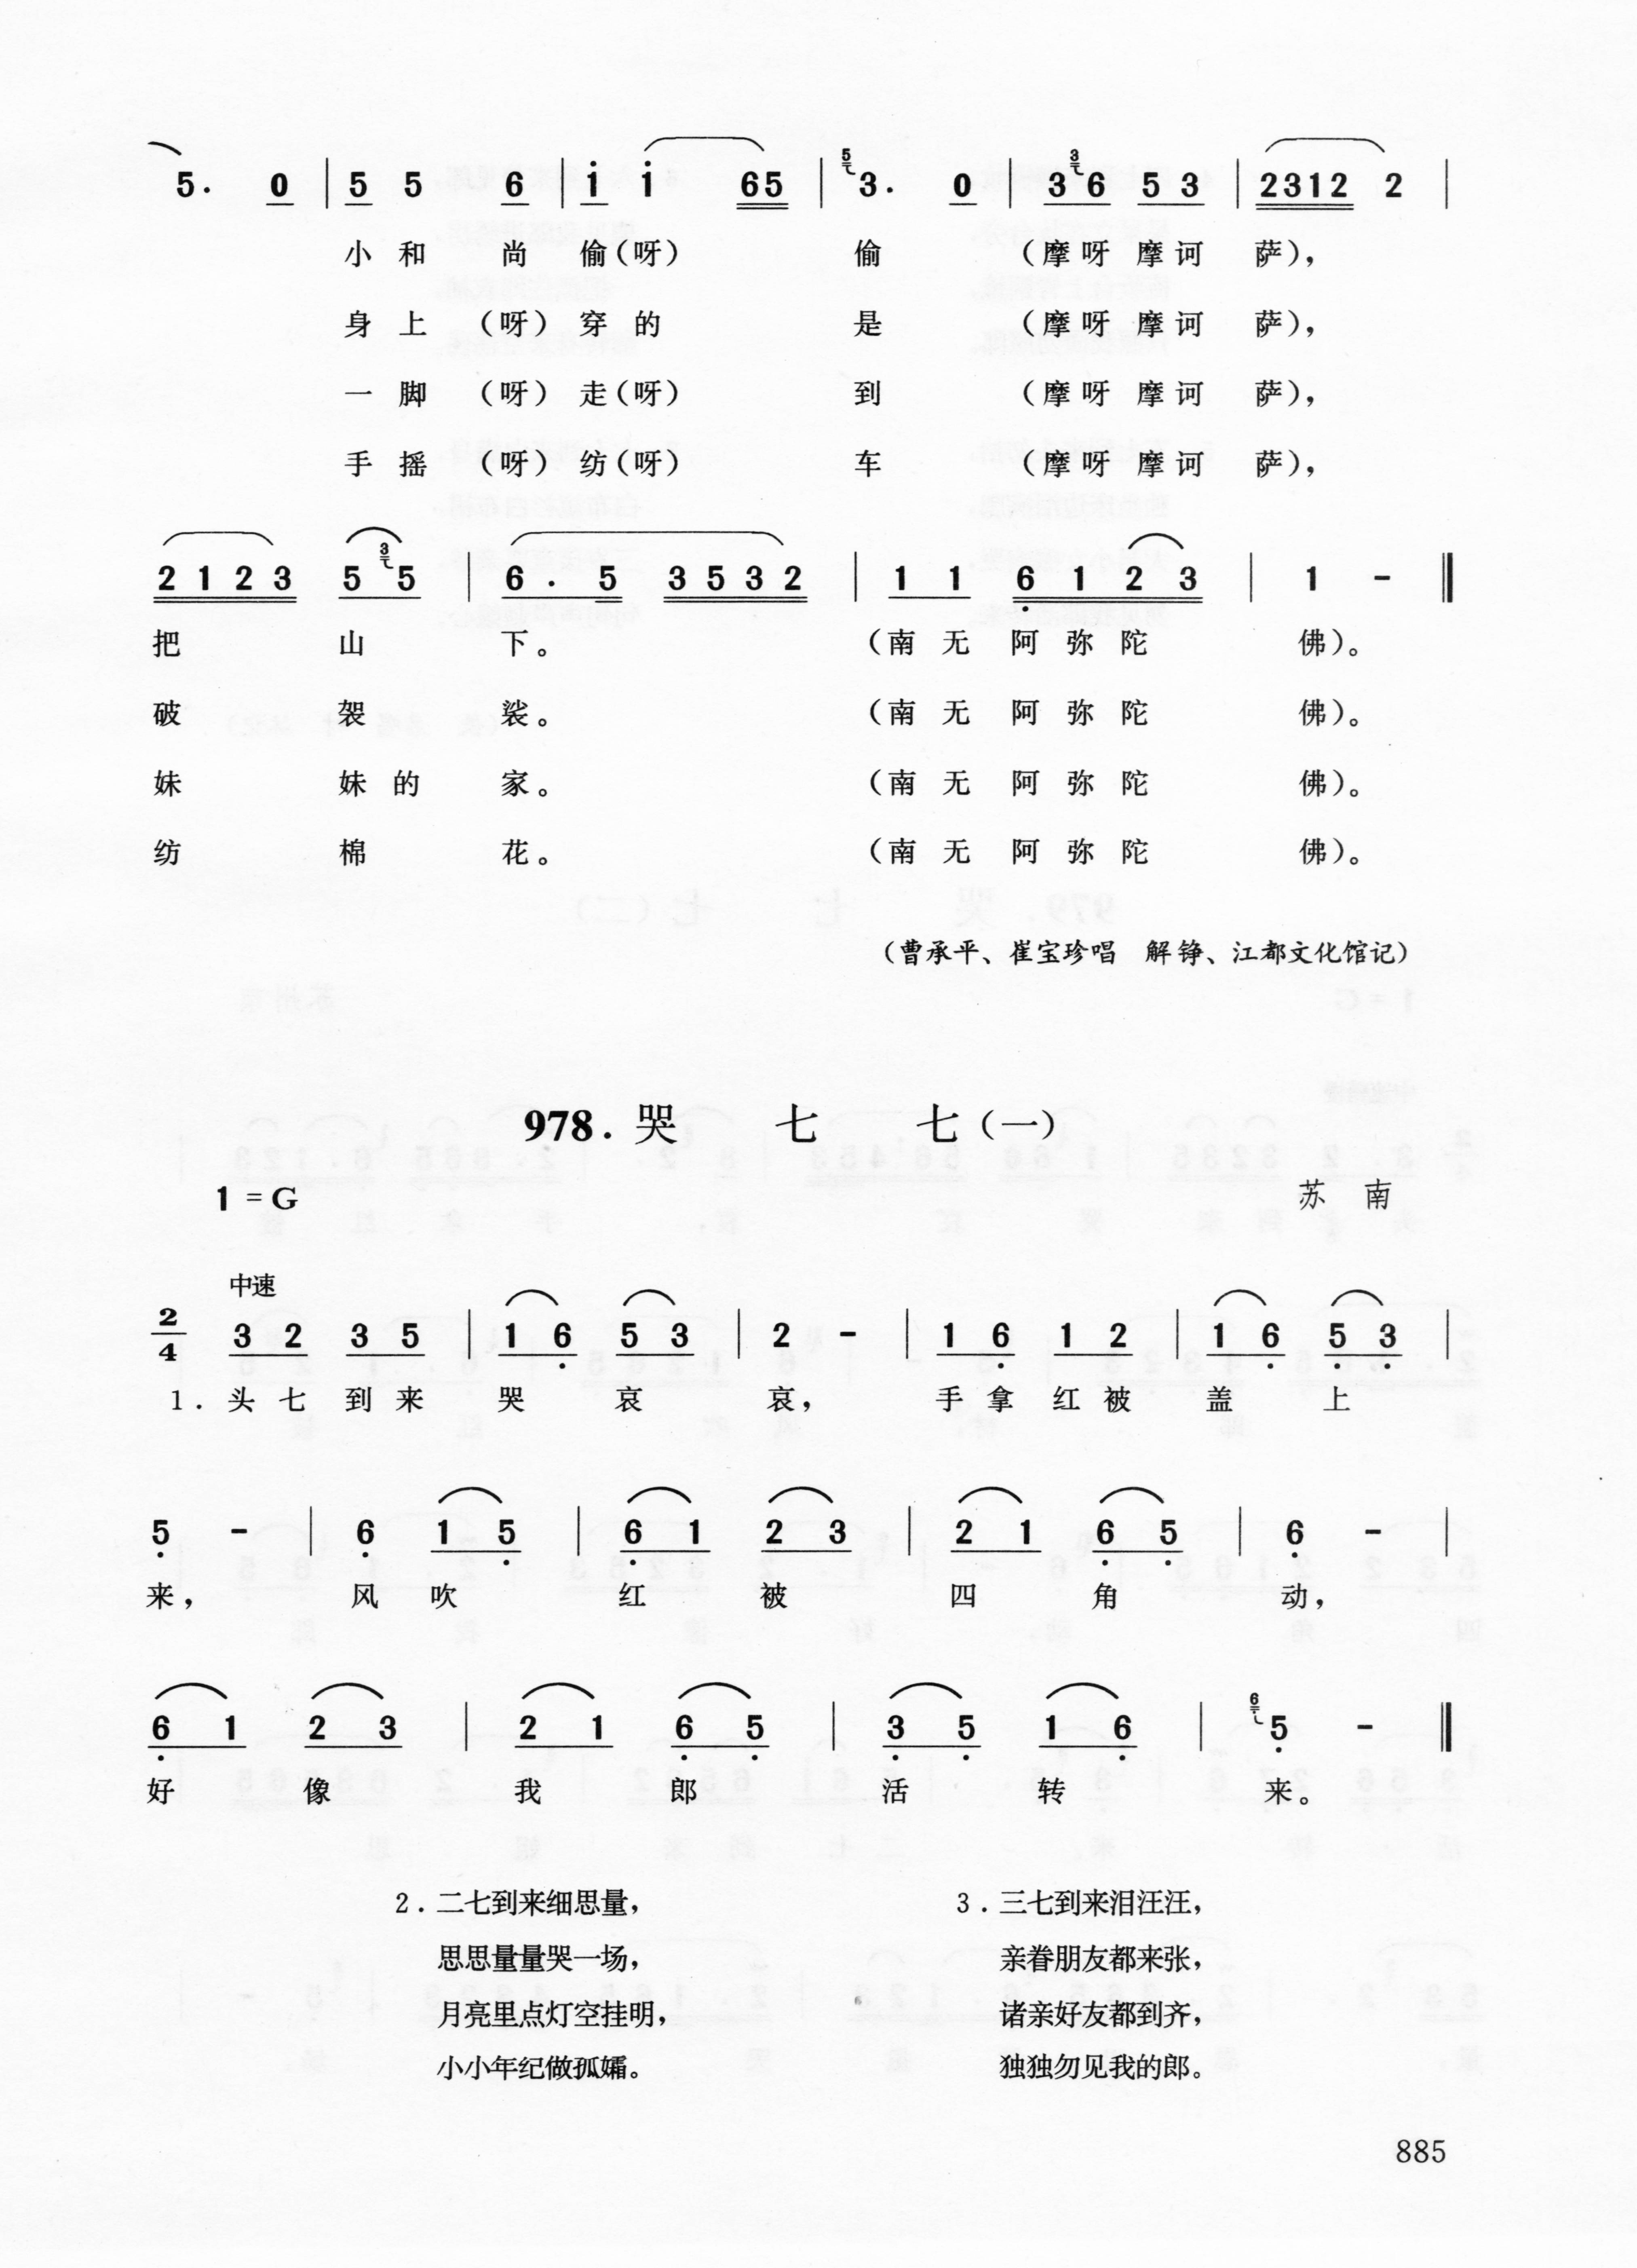 5. 0 | 5 5 6 | i i 65 | 5 3. 0 | 3 3 6 5 3 | 2312 2 |
小和 尚 偷(呀) 偷 (摩呀 摩诃 萨),
身上 (呀) 穿的 是 (摩呀 摩诃 萨),
一脚 (呀) 走(呀) 到 (摩呀 摩诃 萨),
手摇 (呀) 纺(呀) 车 (摩呀 摩诃 萨),
2 1 2 3 5 3 5 | 6 . 5 3 5 3 2 | 1 1 6 1 2 3 | 1 - ‖
把 山 下。 (南无 阿弥陀 佛)。
破 袈 裟。 (南无 阿弥陀 佛)。
妹 妹的 家。 (南无 阿弥陀 佛)。
纺 棉 花。 (南无 阿弥陀 佛)。
(曹承平、崔宝珍唱 解铮、江都文化馆记)
978. 哭 七 七(一)
1 = G 苏 南
中速
2/4 3 2 3 5 | 1 6 5 3 | 2 - | 1 6 1 2 | 1 6 5 3 |
1. 头七 到来 哭 哀 哀, 手拿 红被 盖 上
5 - | 6 1 5 | 6 1 2 3 | 2 1 6 5 | 6 - |
来, 风 吹 红 被 四 角 动,
6 1 2 3 | 2 1 6 5 | 3 5 1 6 | 6 5 - ‖
好 像 我 郎 活 转 来。
2. 二七到来细思量,
思思量量哭一场,
月亮里点灯空挂明,
小小年纪做孤孀。
3. 三七到来泪汪汪,
亲眷朋友都来张,
诸亲好友都到齐,
独独勿见我的郎。
885